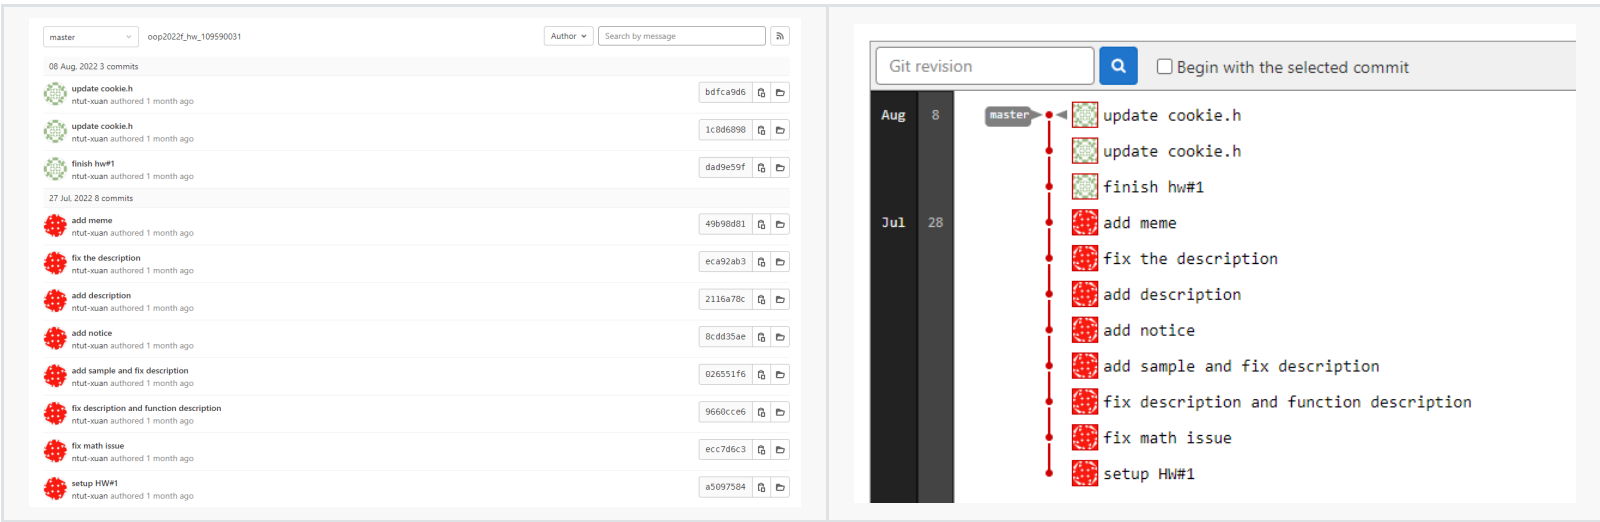 master
oop2022f_hw_109590031
Author
Search by message
08 Aug, 2022 3 commits
update cookie.h
ntut-xuan authored 1 month ago
bdfca9d6
update cookie.h
ntut-xuan authored 1 month ago
1c8d6898
finish hw#1
ntut-xuan authored 1 month ago
dad9e59f
27 Jul, 2022 8 commits
add meme
ntut-xuan authored 1 month ago
49b98d81
fix the description
ntut-xuan authored 1 month ago
eca92ab3
add description
ntut-xuan authored 1 month ago
2116a78c
add notice
ntut-xuan authored 1 month ago
8cdd35ae
add sample and fix description
ntut-xuan authored 1 month ago
026551f6
fix description and function description
ntut-xuan authored 1 month ago
9660cce6
fix math issue
ntut-xuan authored 1 month ago
ecc7d6c3
setup HW#1
ntut-xuan authored 1 month ago
a5097584
Git revision
Begin with the selected commit
Aug 8 master update cookie.h
update cookie.h
finish hw#1
Jul 28 add meme
fix the description
add description
add notice
add sample and fix description
fix description and function description
fix math issue
setup HW#1